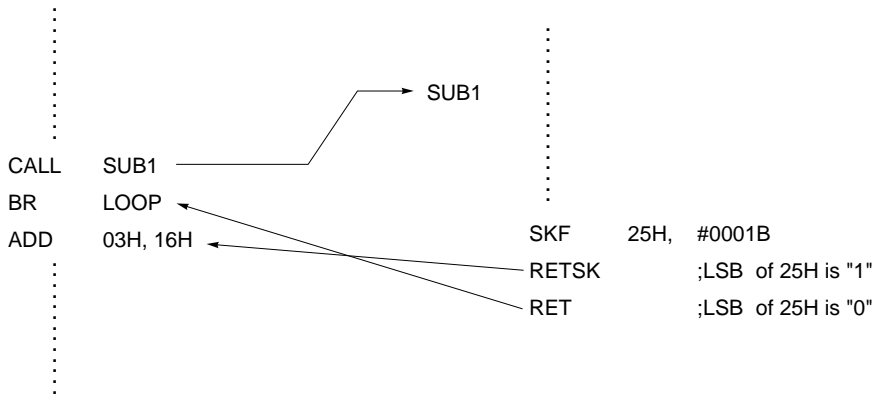 SUB1
CALL SUB1
BR LOOP
ADD 03H, 16H
SKF 25H, #0001B
RETSK ;LSB of 25H is "1"
RET ;LSB of 25H is "0"